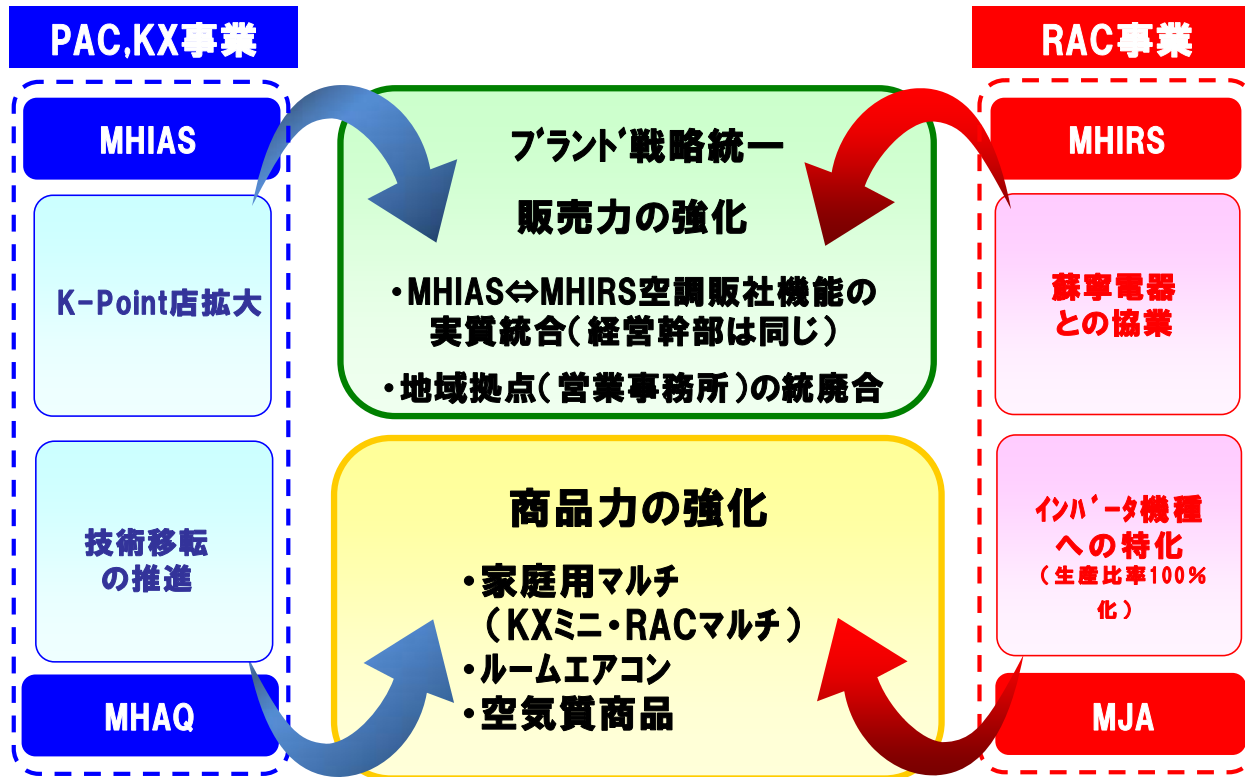 PAC,KX事業
MHIAS
K-Point店拡大
技術移転
の推進
MHAQ
ブランド戦略統一
販売力の強化
・MHIAS⇔MHIRS空調販社機能の
実質統合(経営幹部は同じ)
・地域拠点(営業事務所)の統廃合
商品力の強化
・家庭用マルチ
(KXミニ・RACマルチ)
・ルームエアコン
・空気質商品
RAC事業
MHIRS
蘇寧電器
との協業
インバータ機種
への特化
(生産比率100%
化)
MJA